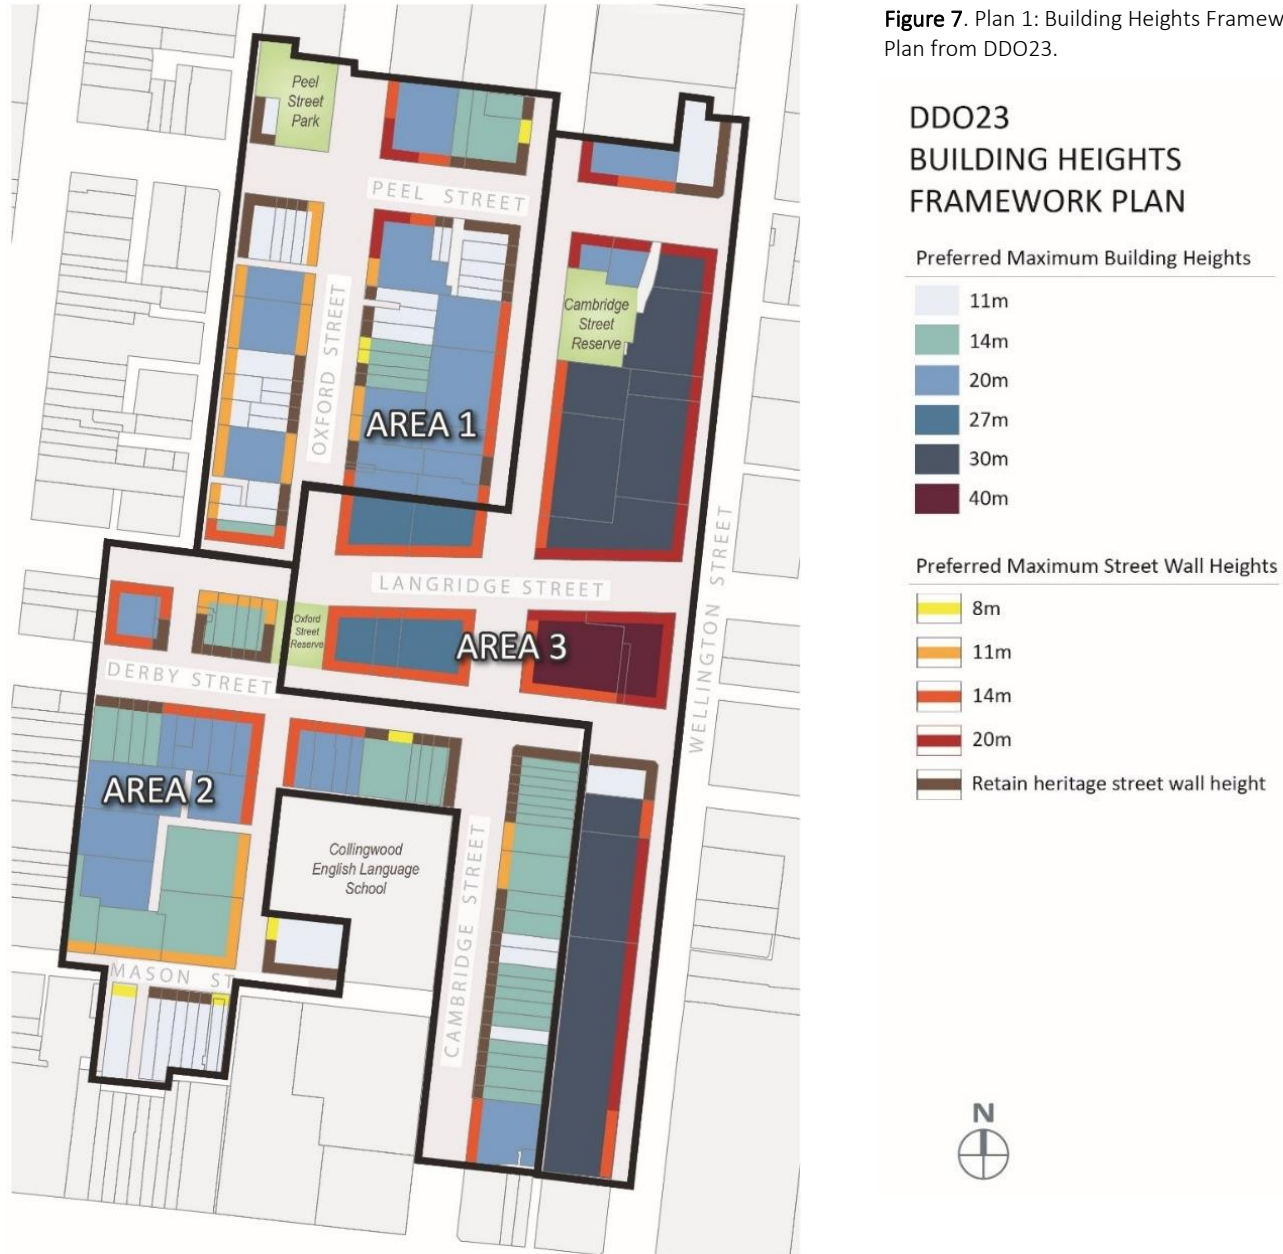 Figure 7. Plan 1: Building Heights Framew
Plan from DDO23.
DDO23
BUILDING HEIGHTS
FRAMEWORK PLAN
Preferred Maximum Building Heights
11m
14m
20m
27m
30m
40m
Preferred Maximum Street Wall Heights
8m
11m
14m
20m
Retain heritage street wall height
N
Peel
Street
Park
PEEL STREET
OXFORD STREET
Cambridge
Street
Reserve
AREA 1
WELLINGTON STREET
LANGRIDGE STREET
Oxford
Street
Reserve
AREA 3
DERBY STREET
AREA 2
Collingwood
English Language
School
CAMBRIDGE STREET
MASON ST